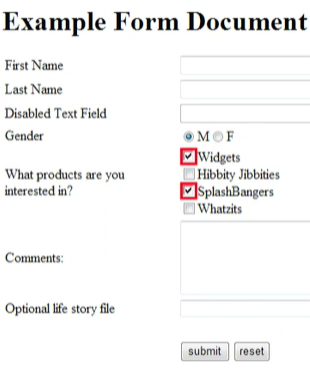 Example Form Document
First Name
Last Name
Disabled Text Field
Gender M F
Widgets
What products are you Hibbity Jibbities
interested in? SplashBangers
Whatzits
Comments:
Optional life story file
submit reset